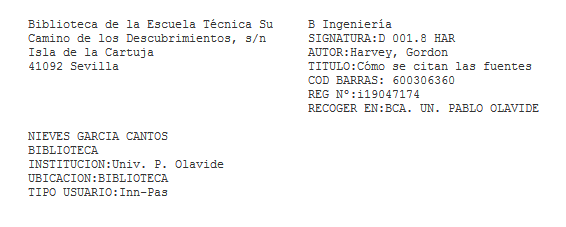 Biblioteca de la Escuela Técnica Su
Camino de los Descubrimientos, s/n
Isla de la Cartuja
41092 Sevilla
B Ingeniería
SIGNATURA:D 001.8 HAR
AUTOR:Harvey, Gordon
TITULO:Cómo se citan las fuentes
COD BARRAS: 600306360
REG Nº:i19047174
RECOGER EN:BCA. UN. PABLO OLAVIDE
NIEVES GARCIA CANTOS
BIBLIOTECA
INSTITUCION:Univ. P. Olavide
UBICACION:BIBLIOTECA
TIPO USUARIO:Inn-Pas